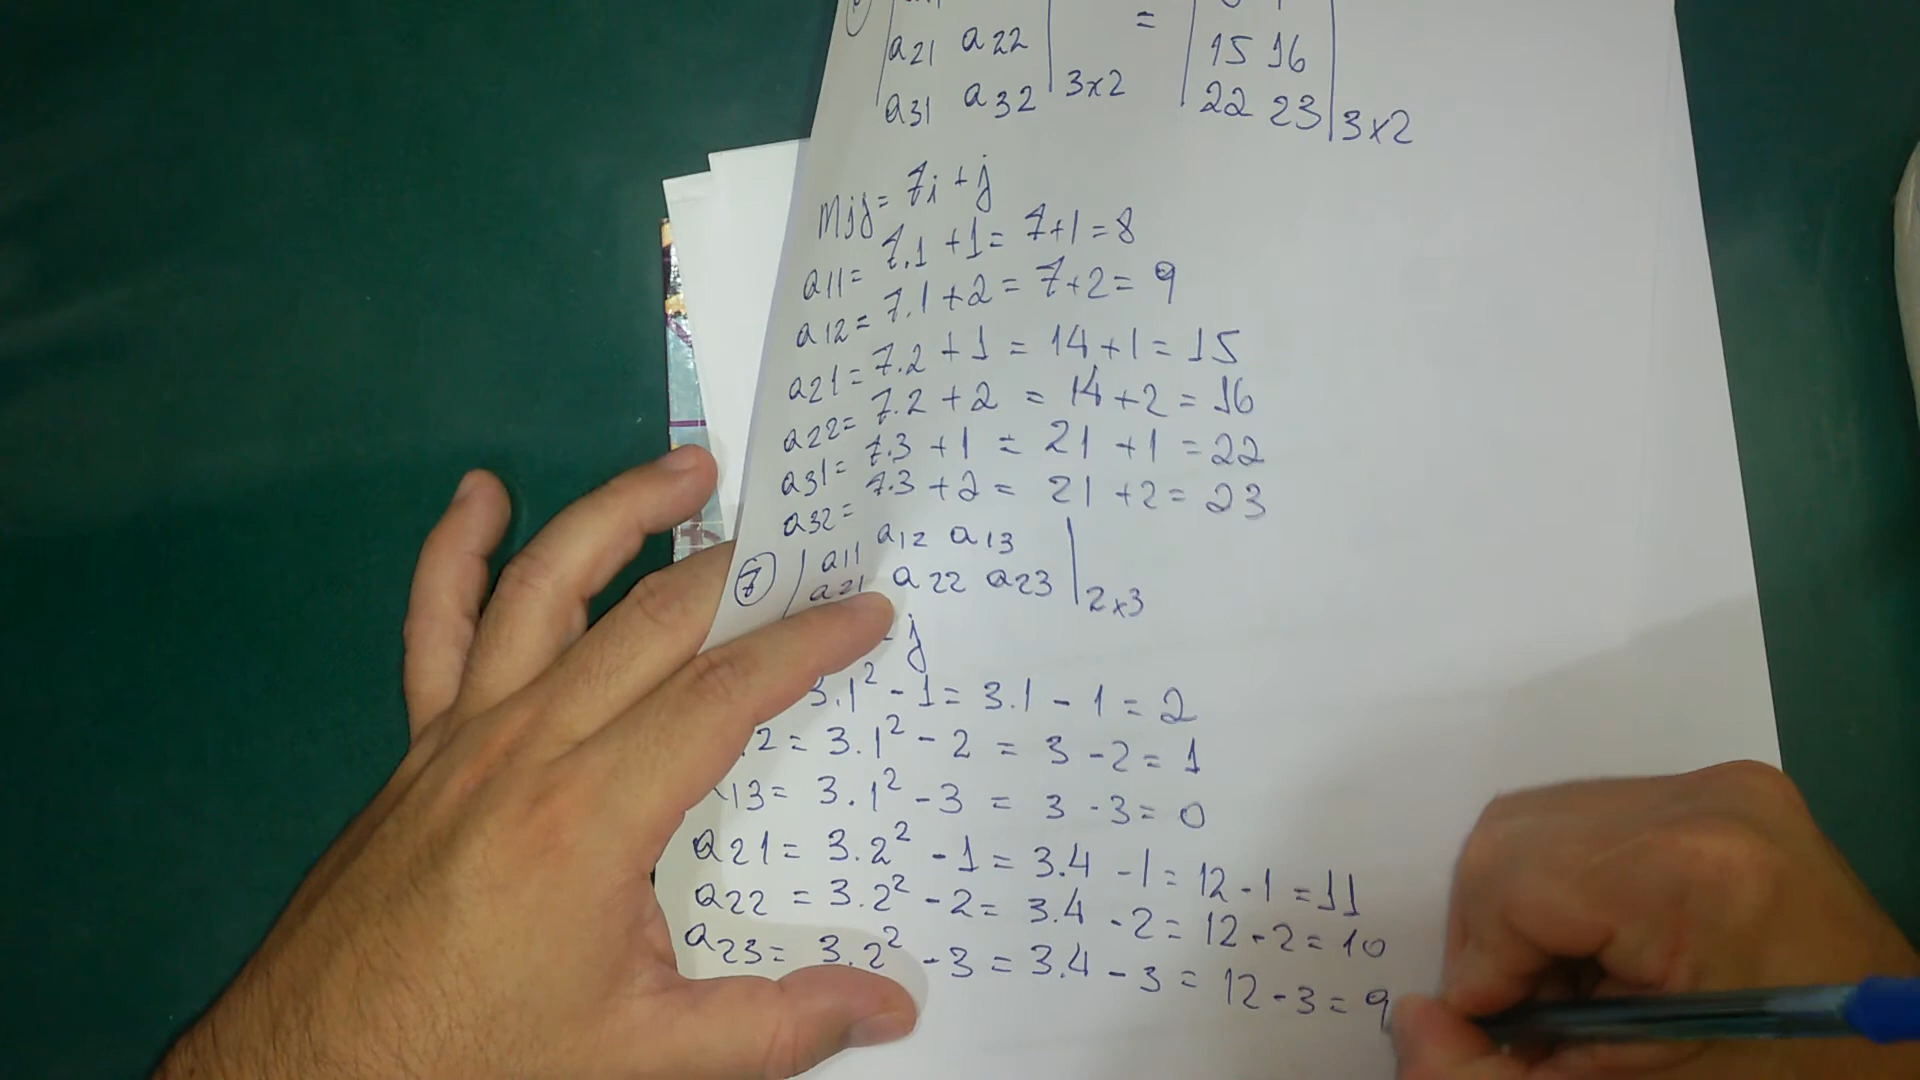 a21 a22 = 15 16
a31 a32 3x2 22 23 3x2
mij= 7i + j
a11= 7.1 +1= 7+1=8
a12= 7.1+2= 7+2= 9
a21= 7.2 +1 = 14+1= 15
a22= 7.2+2 = 14+2=16
a31= 7.3 +1 = 21 +1 =22
a32= 7.3+2= 21 +2= 23
7 a11 a12 a13
a21 a22 a23 2x3
- j
3.1² - 1= 3.1 - 1 = 2
2= 3.1² - 2 = 3 -2= 1
13= 3.1² -3 = 3 -3= 0
a21= 3.2² -1= 3.4 -1= 12-1=11
a22 = 3.2² -2= 3.4 -2= 12-2=10
a23= 3.2² -3= 3.4 -3= 12-3=9